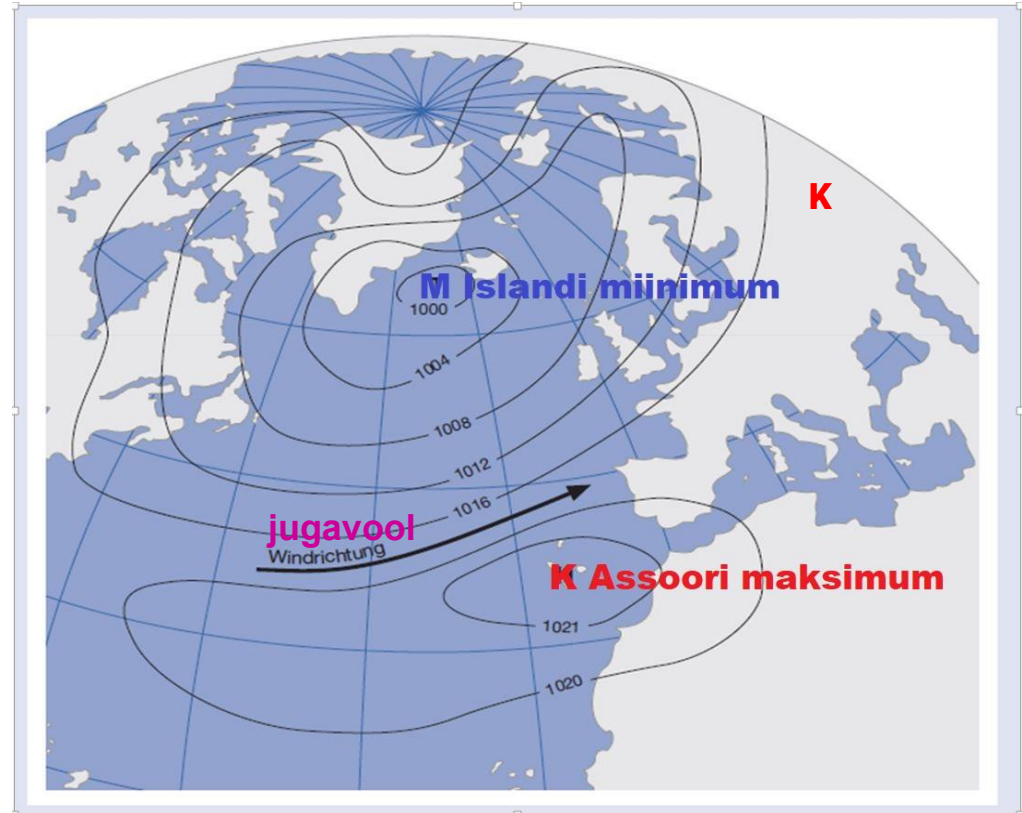 K
M Islandi miinimum
1000
1004
1008
1012
1016
jugavool
Windrichtung
K Assoori maksimum
1021
1020